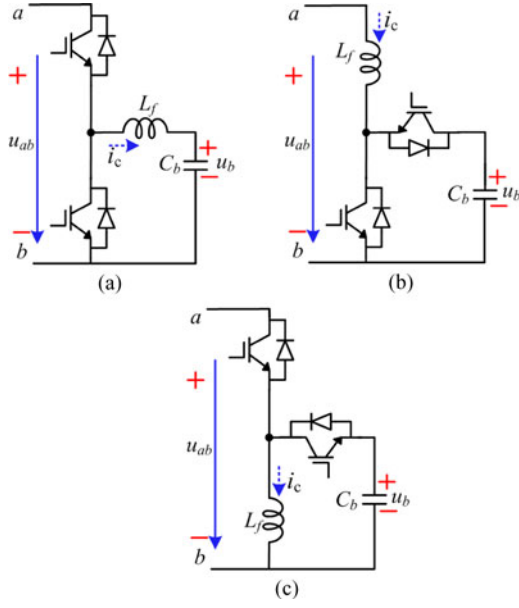 a
+
L_f
u_ab
i_c
C_b
+
u_b
−
−
b
(a)
a
i_c
L_f
+
u_ab
C_b
+
u_b
−
−
b
(b)
a
+
u_ab
i_c
C_b
+
u_b
−
L_f
−
b
(c)